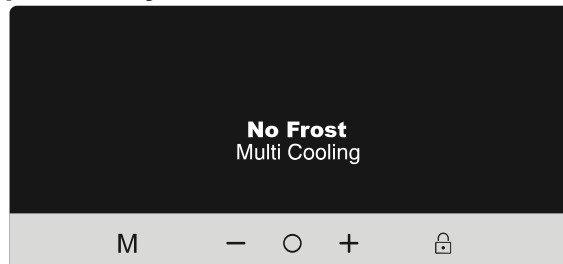 No Frost
Multi Cooling
M − ○ +